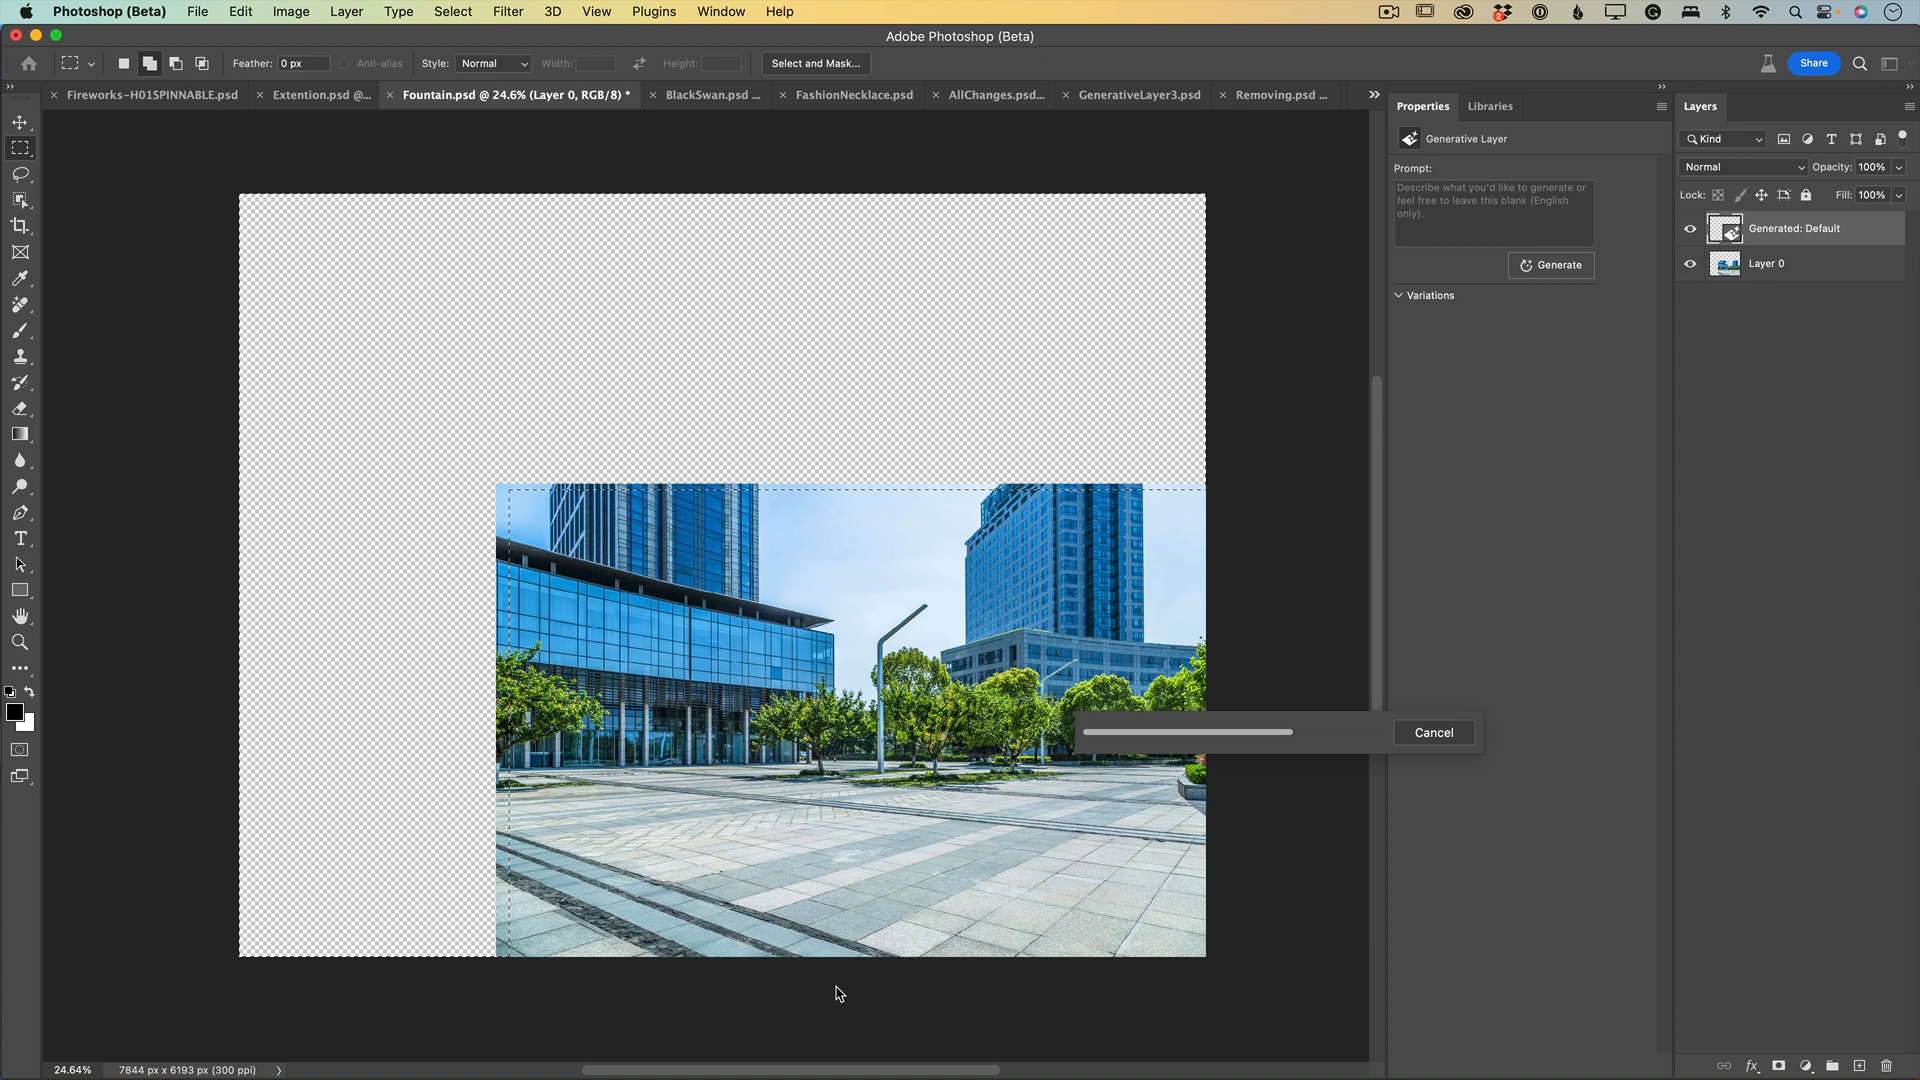 Photoshop (Beta) File Edit Image Layer Type Select Filter 3D View Plugins Window Help
Adobe Photoshop (Beta)
Feather: 0 px Anti-alias Style: Normal Width: Height: Select and Mask... Share
Fireworks-H01SPINNABLE.psd Extention.psd @... Fountain.psd @ 24.6% (Layer 0, RGB/8) * BlackSwan.psd ... FashionNecklace.psd AllChanges.psd... GenerativeLayer3.psd Removing.psd ...
Properties Libraries
Generative Layer
Prompt:
Describe what you'd like to generate or
feel free to leave this blank (English
only).
Generate
Variations
Layers
Kind
Normal Opacity: 100%
Lock: Fill: 100%
Generated: Default
Layer 0
Cancel
24.64% 7844 px x 6193 px (300 ppi)